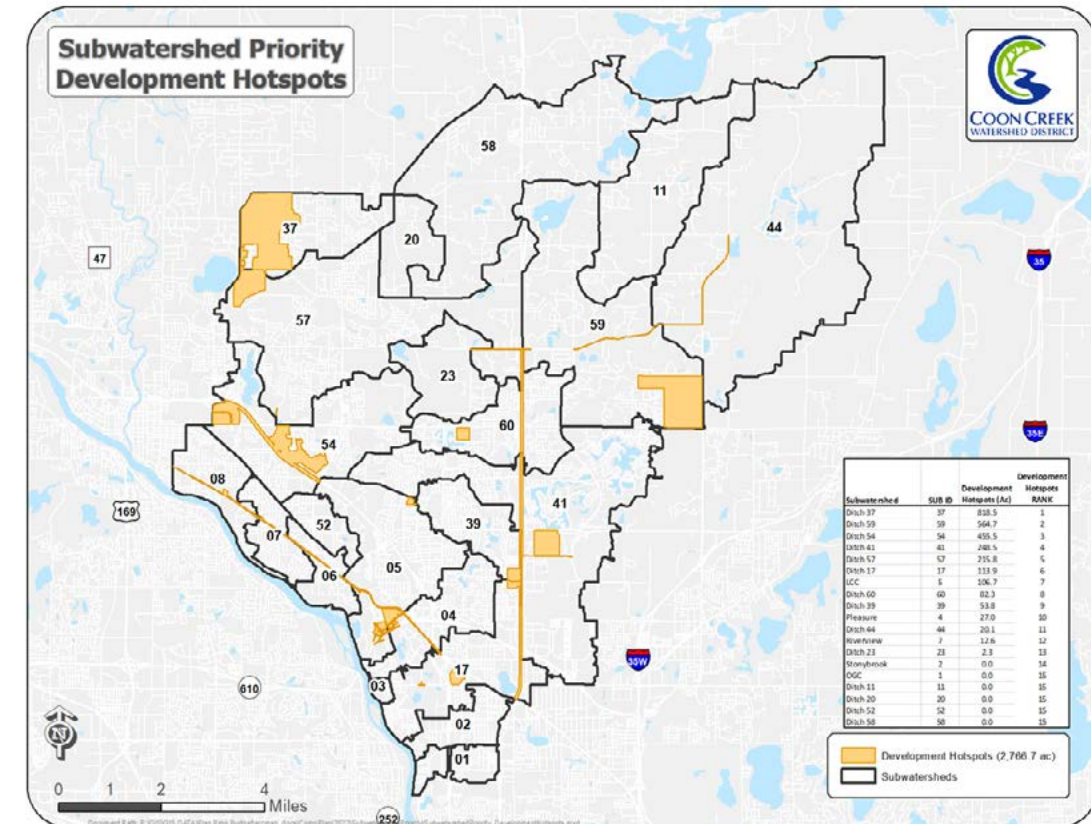 Subwatershed Priority
Development Hotspots
COON CREEK
WATERSHED DISTRICT
58
11
44
37
20
47
35
57
59
23
60
54
35E
08
41
169
52
39
07
05
06
04
17
35W
03
610
02
01
252
N
0 1 2 4
Miles
Subwatershed SUB ID Development Hotspots (Ac) Development Hotspots RANK
Ditch 37 37 818.5 1
Ditch 59 59 564.7 2
Ditch 54 54 455.5 3
Ditch 41 41 248.5 4
Ditch 57 57 215.8 5
Ditch 17 17 113.9 6
LCC 5 106.7 7
Ditch 60 60 82.3 8
Ditch 39 39 53.8 9
Pleasure 4 27.0 10
Ditch 44 44 20.1 11
Riverview 7 12.6 12
Ditch 23 23 2.3 13
Stonybrook 2 0.0 14
OGC 1 0.0
Ditch 11 11 0.0
Ditch 20 20 0.0 15
Ditch 52 52 0.0 15
Ditch 58 58 0.0 15
Development Hotspots (2,766.7 ac)
Subwatersheds